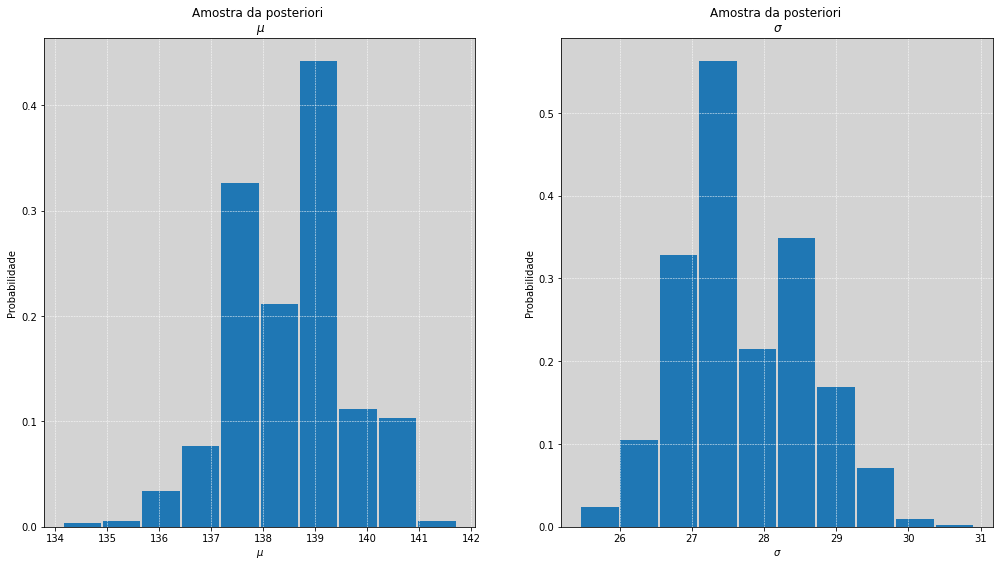 Amostra da posteriori
μ
Probabilidade
0.4
0.3
0.2
0.1
0.0
134 135 136 137 138 139 140 141 142
μ
Amostra da posteriori
σ
Probabilidade
0.5
0.4
0.3
0.2
0.1
0.0
26 27 28 29 30 31
σ